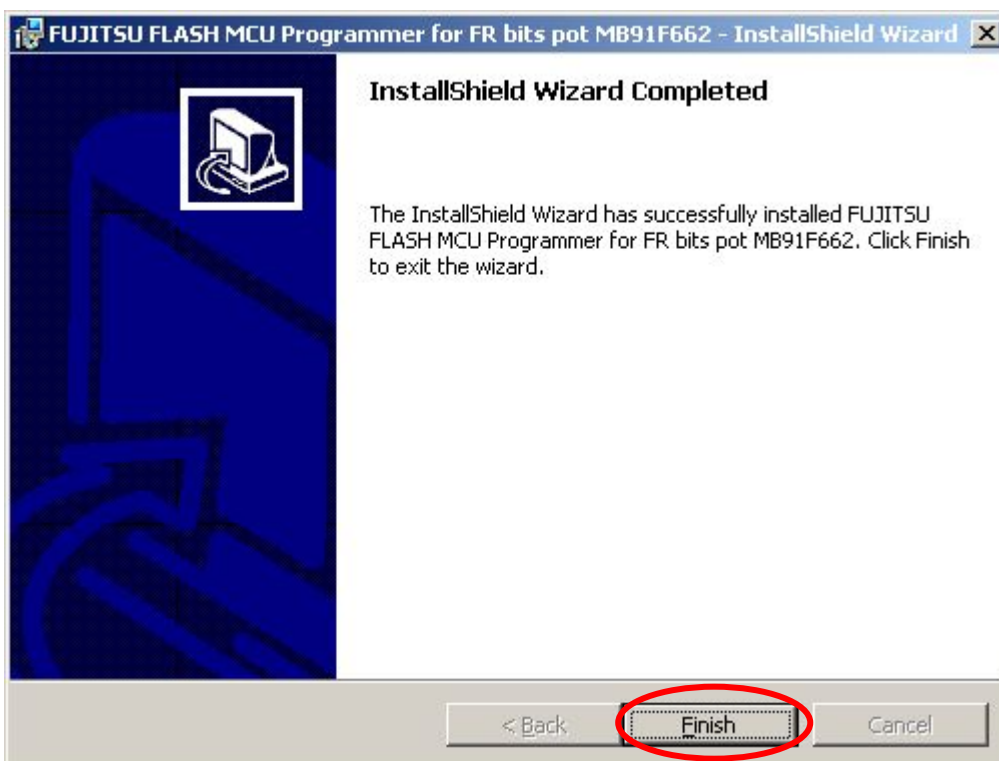 FUJITSU FLASH MCU Programmer for FR bits pot MB91F662 - InstallShield Wizard
InstallShield Wizard Completed
The InstallShield Wizard has successfully installed FUJITSU
FLASH MCU Programmer for FR bits pot MB91F662. Click Finish
to exit the wizard.
< Back Finish Cancel